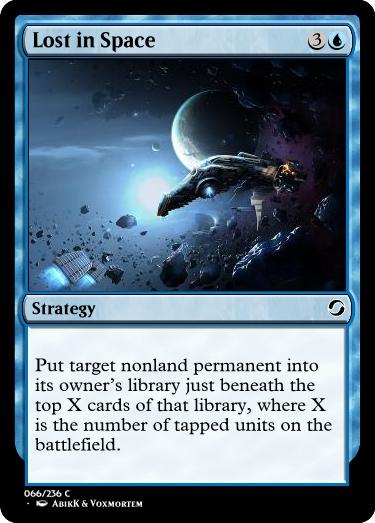 Lost in Space 3
Strategy
Put target nonland permanent into
its owner's library just beneath the
top X cards of that library, where X
is the number of tapped units on the
battlefield.
066/236 C
· AbikK & Voxmortem